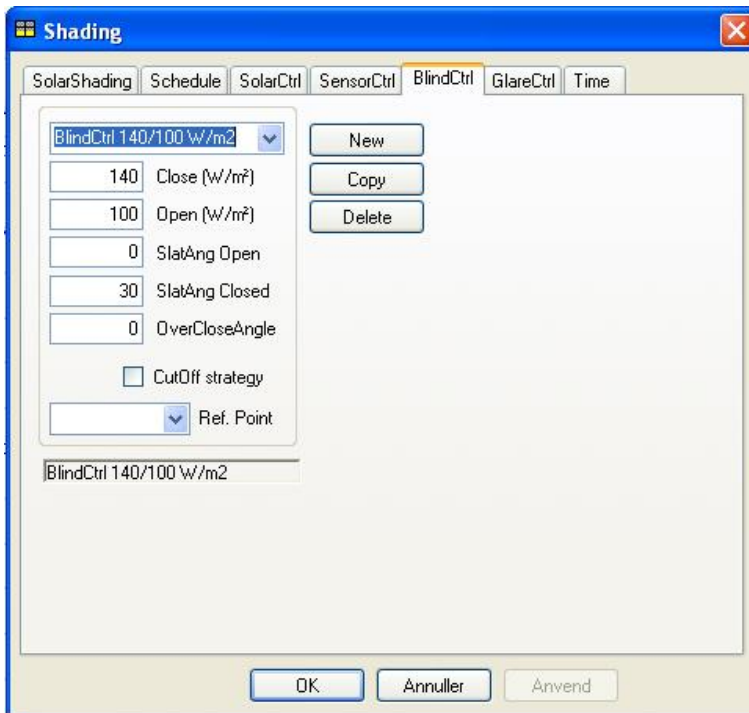 Shading
SolarShading Schedule SolarCtrl SensorCtrl BlindCtrl GlareCtrl Time
BlindCtrl 140/100 W/m2 New
140 Close (W/m²) Copy
100 Open (W/m²) Delete
0 SlatAng Open
30 SlatAng Closed
0 OverCloseAngle
CutOff strategy
Ref. Point
BlindCtrl 140/100 W/m2
OK Annuller Anvend